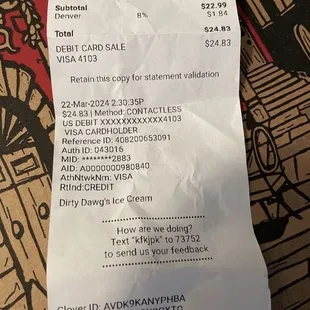 Subtotal $22.99
Denver 8% $1.84
Total $24.83
DEBIT CARD SALE $24.83
VISA 4103
Retain this copy for statement validation
22-Mar-2024 2:30:35P
$24.83 | Method: CONTACTLESS
US DEBIT XXXXXXXXXXXX4103
VISA CARDHOLDER
Reference ID: 408200653091
Auth ID: 043016
MID: ********2883
AID: A0000000980840
AthNtwkNm: VISA
RtInd:CREDIT
Dirty Dawg's Ice Cream
How are we doing?
Text "kfkjpk" to 73752
to send us your feedback
Clover ID: AVDK9KANYPHBA